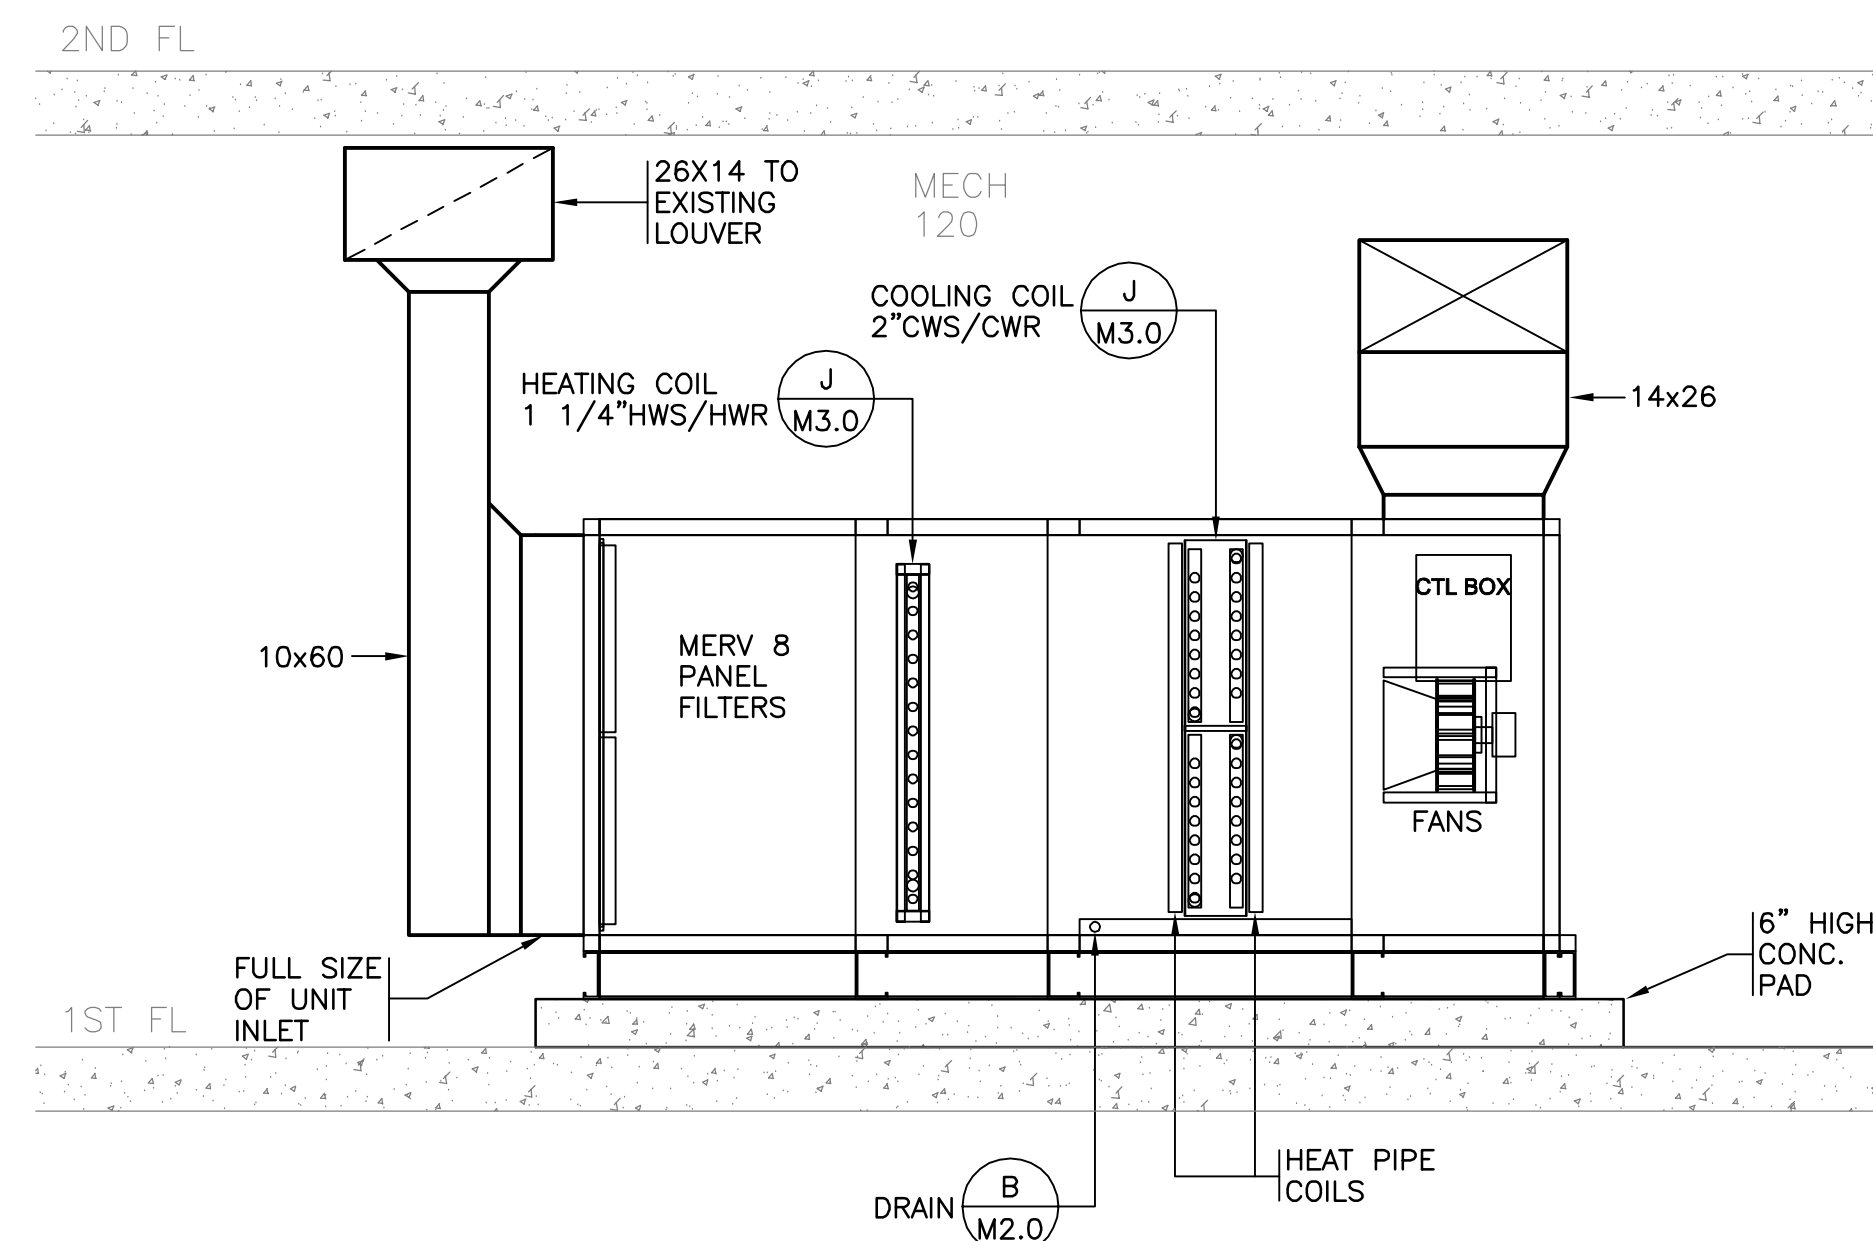 2ND FL
26X14 TO
EXISTING
LOUVER
MECH
120
COOLING COIL
2"CWS/CWR
J
M3.0
HEATING COIL
1 1/4"HWS/HWR
J
M3.0
14x26
CTL BOX
10x60
MERV 8
PANEL
FILTERS
FANS
6" HIGH
CONC.
PAD
FULL SIZE
OF UNIT
INLET
1ST FL
HEAT PIPE
COILS
DRAIN
B
M2.0